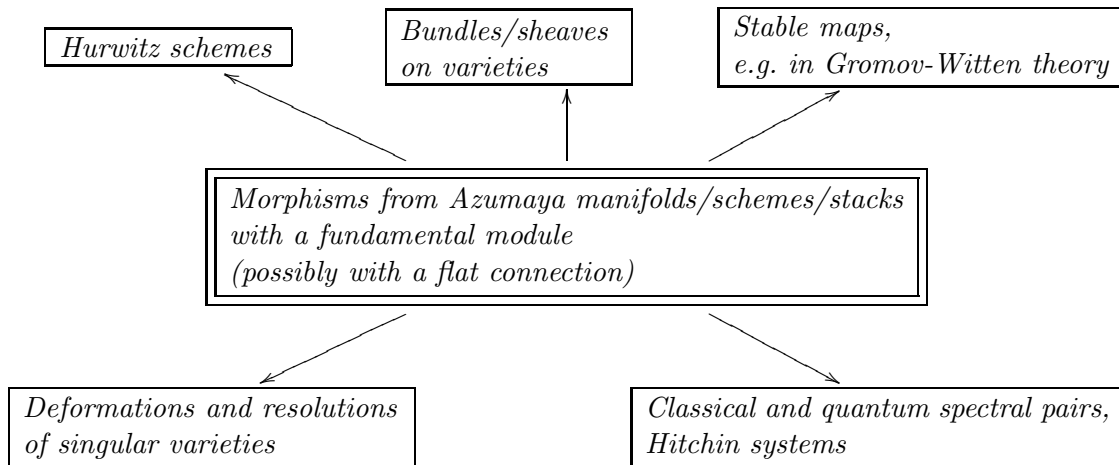 Hurwitz schemes
Bundles/sheaves
on varieties
Stable maps,
e.g. in Gromov-Witten theory
Morphisms from Azumaya manifolds/schemes/stacks
with a fundamental module
(possibly with a flat connection)
Deformations and resolutions
of singular varieties
Classical and quantum spectral pairs,
Hitchin systems